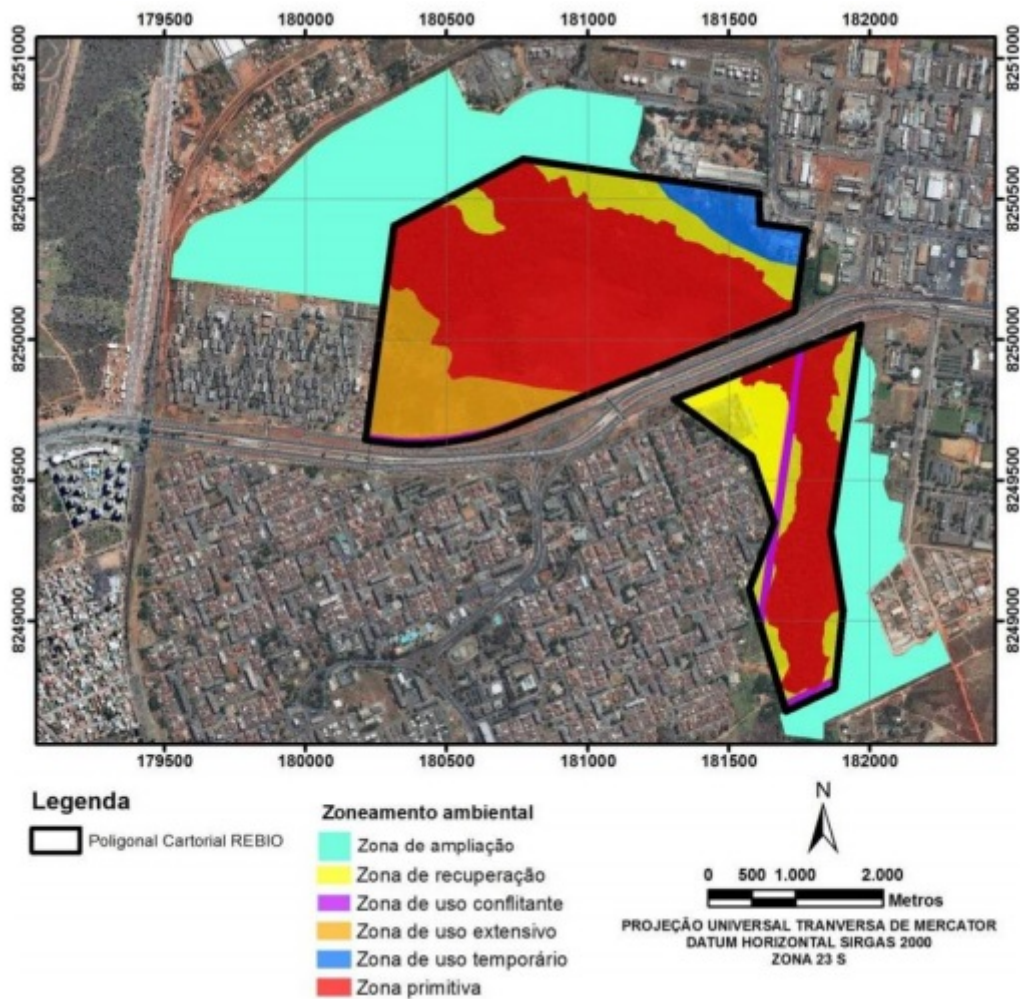 179500 180000 180500 181000 181500 182000
8251000 8251000
8250500 8250500
8250000 8250000
8249500 8249500
8249000 8249000
179500 180000 180500 181000 181500 182000
Legenda
Poligonal Cartorial REBIO
Zoneamento ambiental
Zona de ampliação
Zona de recuperação
Zona de uso conflitante
Zona de uso extensivo
Zona de uso temporário
Zona primitiva
N
0 500 1.000 2.000
Metros
PROJEÇÃO UNIVERSAL TRANVERSA DE MERCATOR
DATUM HORIZONTAL SIRGAS 2000
ZONA 23 S